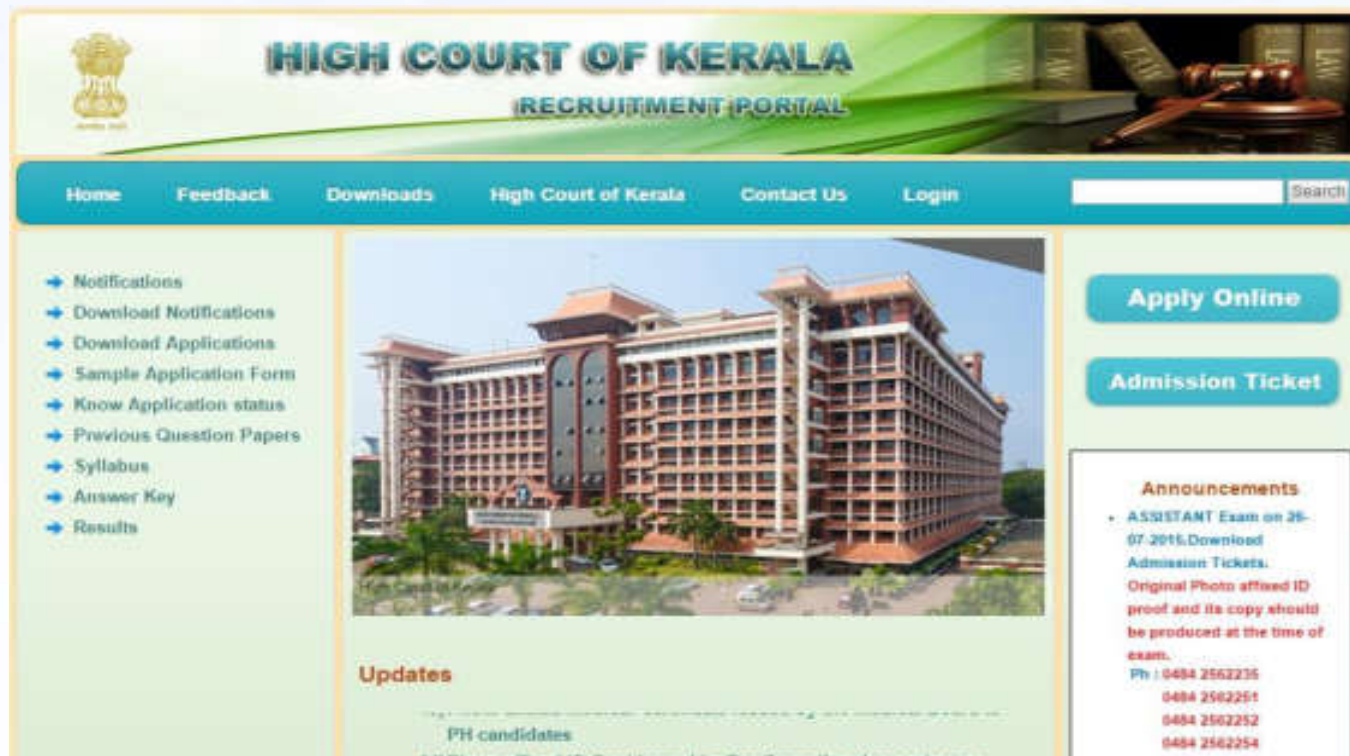 HIGH COURT OF KERALA
RECRUITMENT PORTAL
Home Feedback Downloads High Court of Kerala Contact Us Login Search
Notifications
Download Notifications
Download Applications
Sample Application Form
Know Application status
Previous Question Papers
Syllabus
Answer Key
Results
Updates
PH candidates
Apply Online
Admission Ticket
Announcements
ASSISTANT Exam on 26-
07-2015.Download
Admission Tickets.
Original Photo affixed ID
proof and its copy should
be produced at the time of
exam.
Ph : 0484 2562235
0484 2562251
0484 2562252
0484 2562254